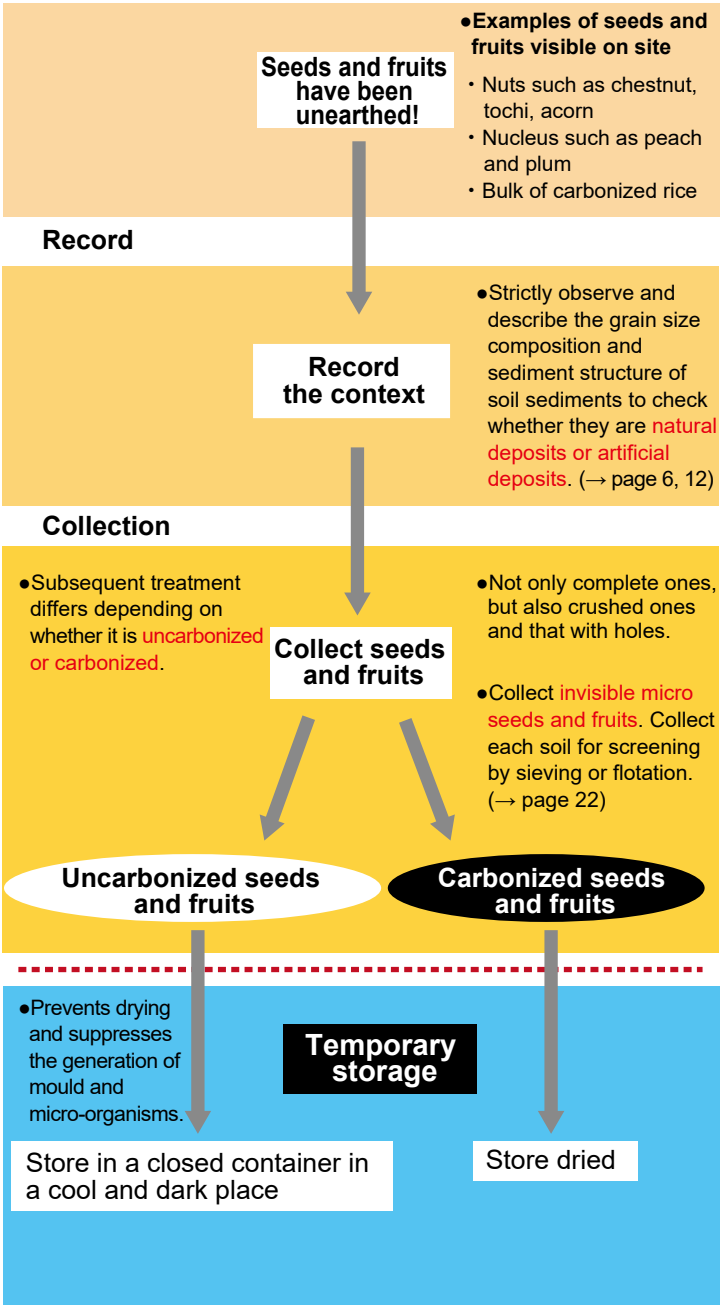 Seeds and fruits
have been
unearthed!
●Examples of seeds and
fruits visible on site
・Nuts such as chestnut,
tochi, acorn
・Nucleus such as peach
and plum
・Bulk of carbonized rice
Record
Record
the context
●Strictly observe and
describe the grain size
composition and
sediment structure of
soil sediments to check
whether they are natural
deposits or artificial
deposits. (→ page 6, 12)
Collection
●Subsequent treatment
differs depending on
whether it is uncarbonized
or carbonized.
Collect seeds
and fruits
●Not only complete ones,
but also crushed ones
and that with holes.
●Collect invisible micro
seeds and fruits. Collect
each soil for screening
by sieving or flotation.
(→ page 22)
Uncarbonized seeds
and fruits
Carbonized seeds
and fruits
●Prevents drying
and suppresses
the generation of
mould and
micro-organisms.
Temporary
storage
Store in a closed container in
a cool and dark place
Store dried